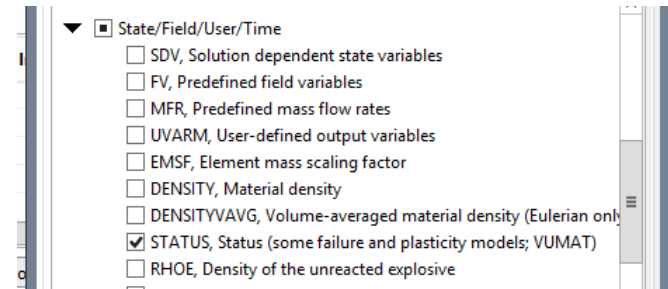 State/Field/User/Time
SDV, Solution dependent state variables
FV, Predefined field variables
MFR, Predefined mass flow rates
UVARM, User-defined output variables
EMSF, Element mass scaling factor
DENSITY, Material density
DENSITYVAVG, Volume-averaged material density (Eulerian only
STATUS, Status (some failure and plasticity models; VUMAT)
RHOE, Density of the unreacted explosive